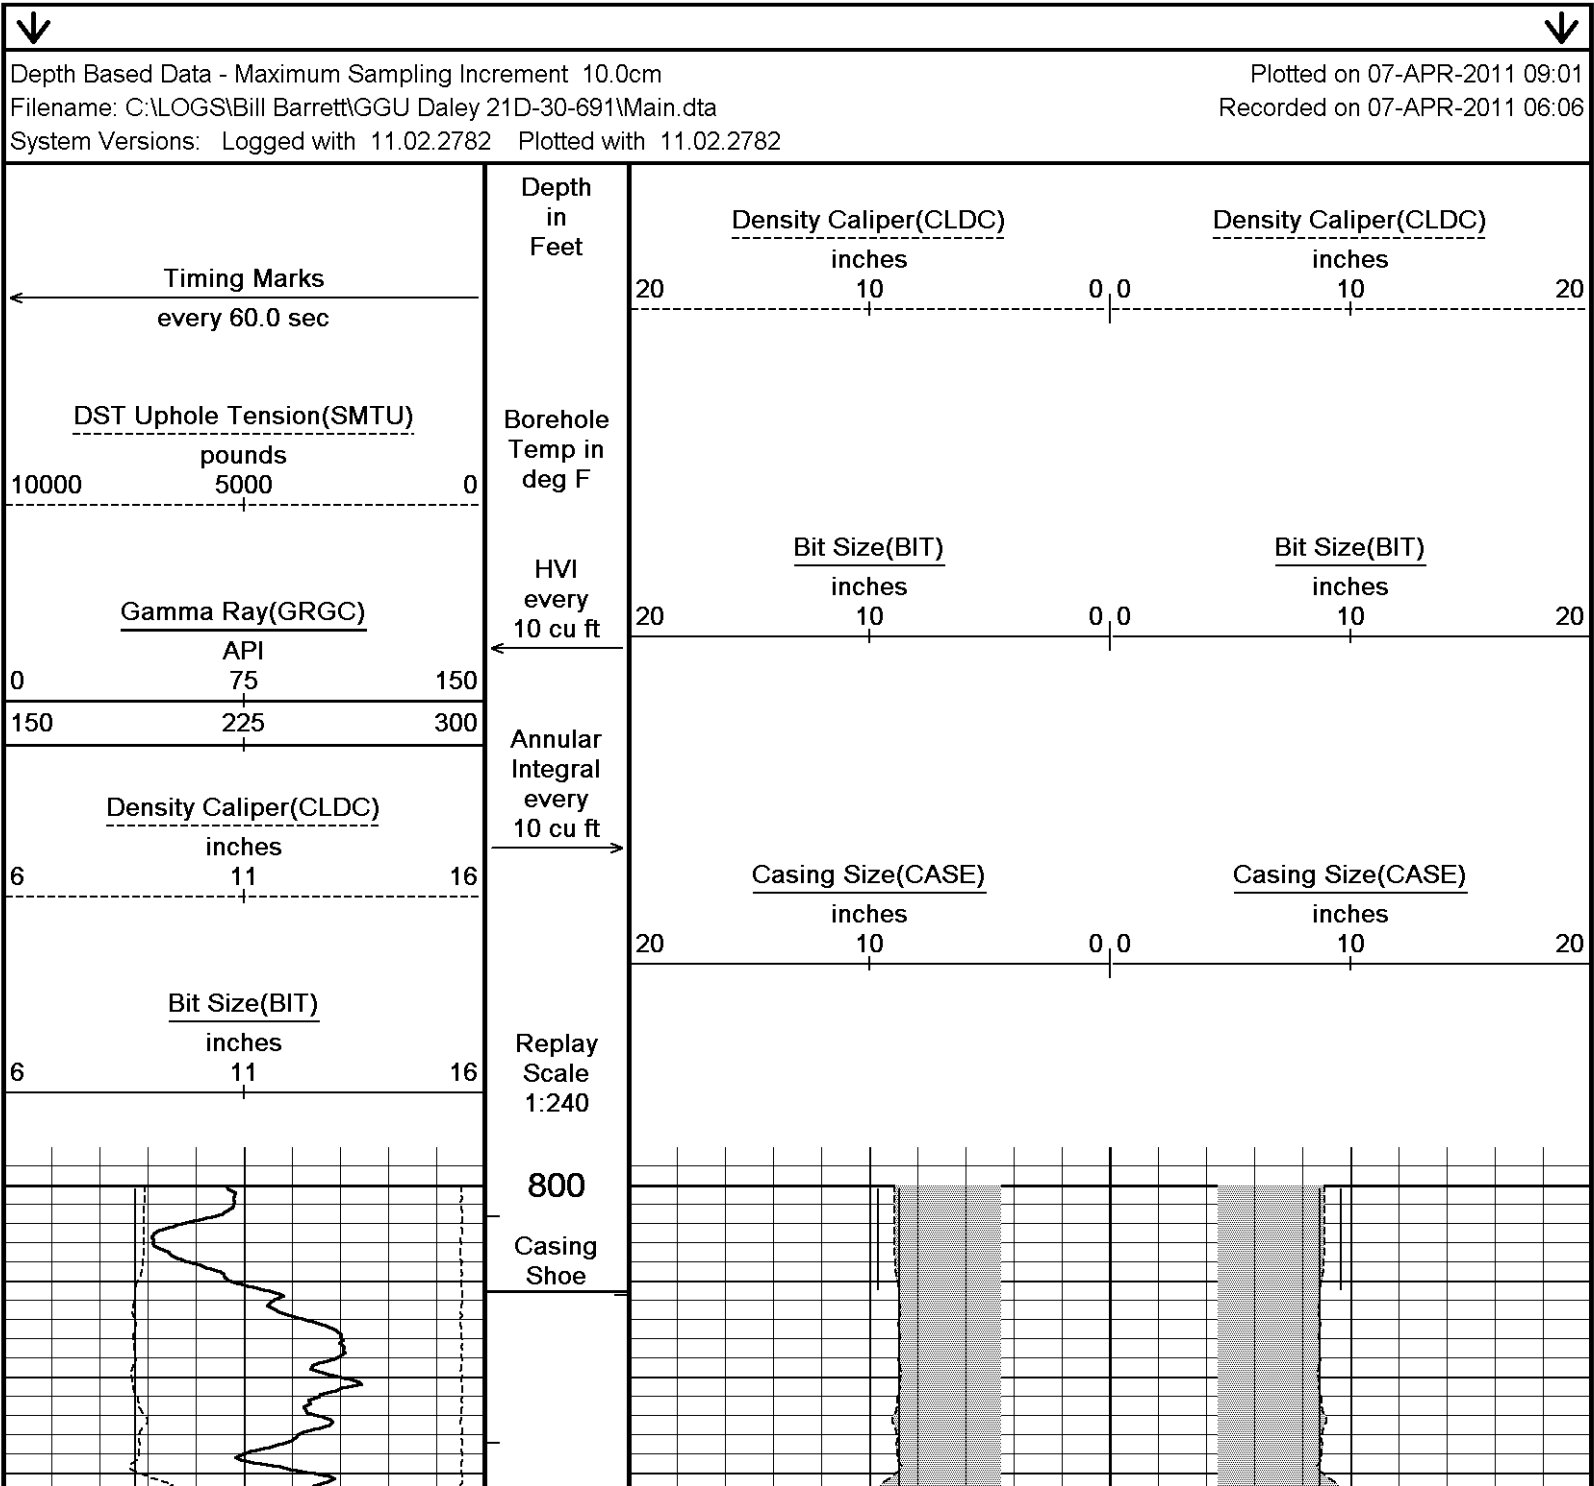 Depth Based Data - Maximum Sampling Increment 10.0cm
Plotted on 07-APR-2011 09:01
Filename: C:\LOGS\Bill Barrett\GGU Daley 21D-30-691\Main.dta
Recorded on 07-APR-2011 06:06
System Versions: Logged with 11.02.2782 Plotted with 11.02.2782
Timing Marks
every 60.0 sec
DST Uphole Tension(SMTU)
pounds
10000 5000 0
Gamma Ray(GRGC)
API
0 75 150
150 225 300
Density Caliper(CLDC)
inches
6 11 16
Bit Size(BIT)
inches
6 11 16
Depth
in
Feet
Borehole
Temp in
deg F
HVI
every
10 cu ft
Annular
Integral
every
10 cu ft
Replay
Scale
1:240
800
Casing
Shoe
Density Caliper(CLDC)
inches
20 10 0
Density Caliper(CLDC)
inches
0 10 20
Bit Size(BIT)
inches
20 10 0
Bit Size(BIT)
inches
0 10 20
Casing Size(CASE)
inches
20 10 0
Casing Size(CASE)
inches
0 10 20